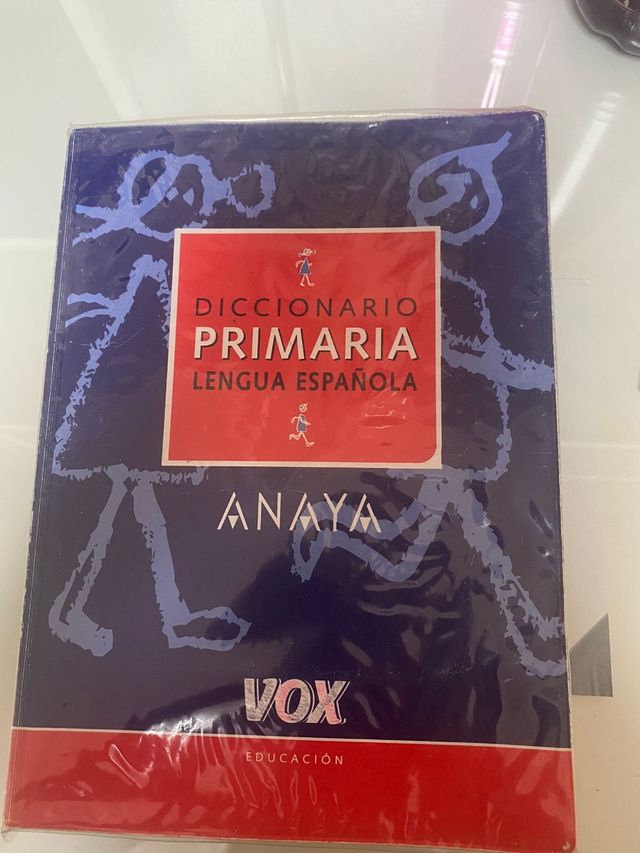 DICCIONARIO
PRIMARIA
LENGUA ESPAÑOLA
ANAYA
VOX
EDUCACIÓN